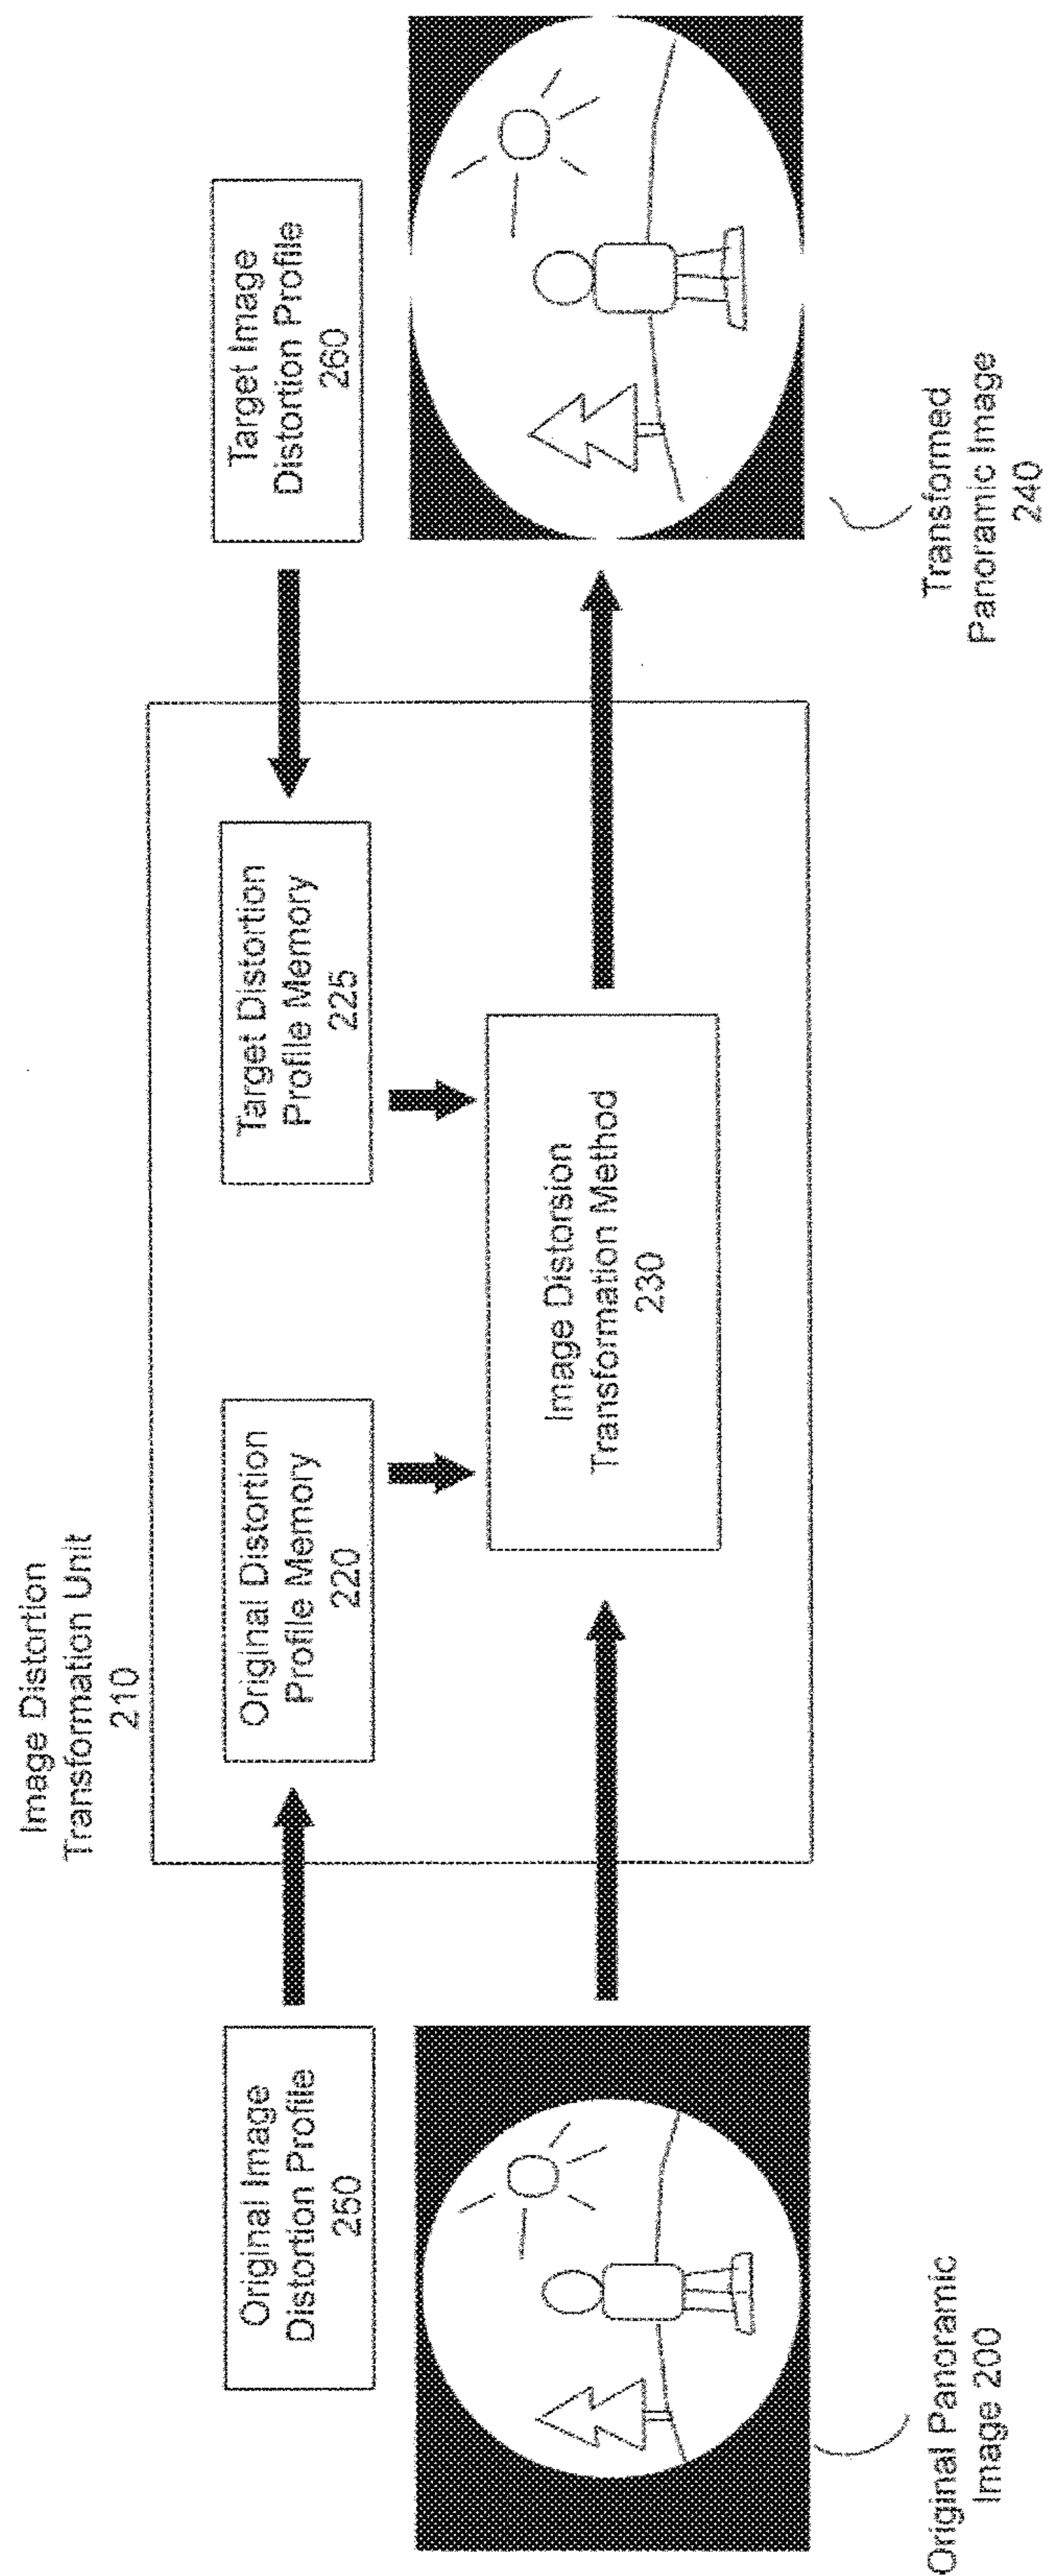 Image Distortion
Transformation Unit
210
Original Image
Distortion Profile
250
Original Distortion
Profile Memory
220
Target Distortion
Profile Memory
225
Target Image
Distortion Profile
260
Image Distorsion
Transformation Method
230
Original Panoramic
Image 200
Transformed
Panoramic Image
240